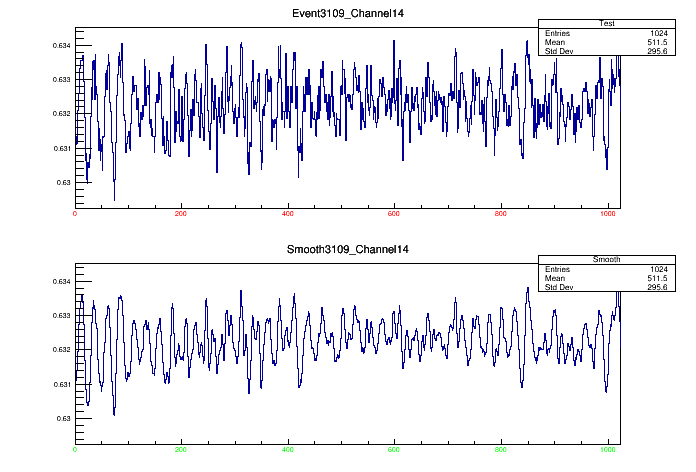 Event3109_Channel14
Test
Entries 1024
Mean 511.5
Std Dev 295.6
0.634
0.633
0.632
0.631
0.63
0 200 400 600 800 1000
Smooth3109_Channel14
Smooth
Entries 1024
Mean 511.5
Std Dev 295.6
0.634
0.633
0.632
0.631
0.63
0 200 400 600 800 1000